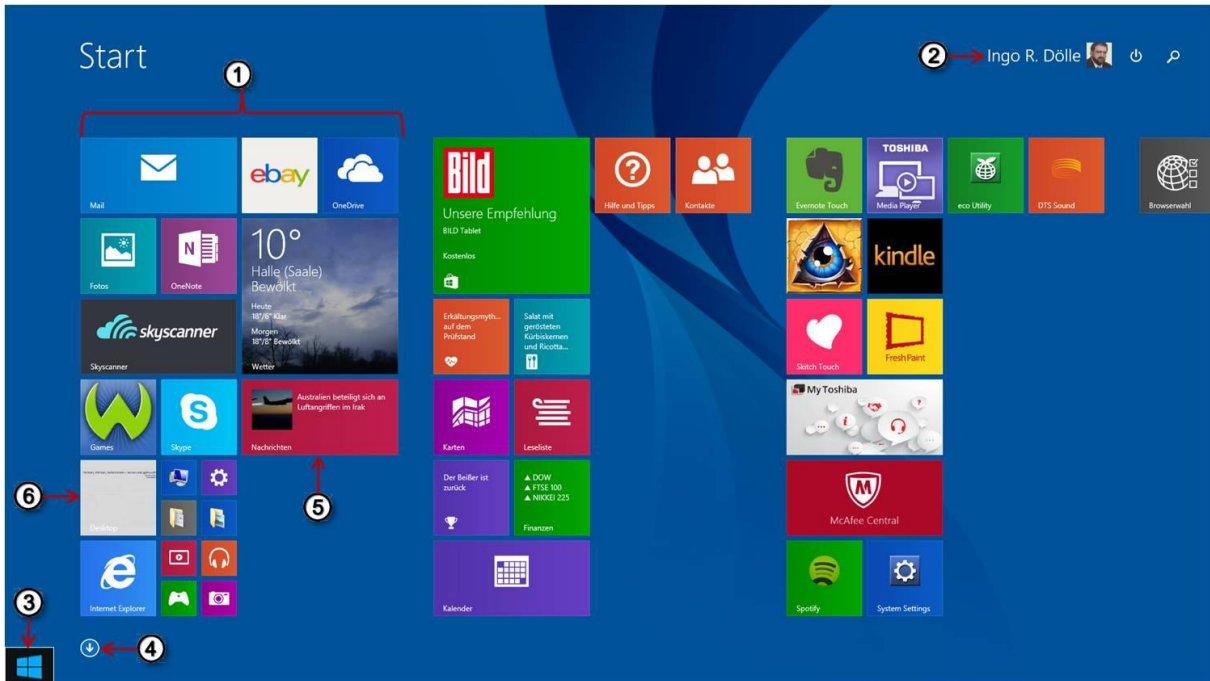 Start
1
2
Ingo R. Dölle
Mail
ebay
OneDrive
Fotos
N
OneNote
10°
Halle (Saale)
Bewölkt
Heute
18°/6° Klar
Morgen
18°/8° Bewölkt
Wetter
skyscanner
Skyscanner
Games
S
Skype
Australien beteiligt sich an
Luftangriffen im Irak
Nachrichten
5
6
Desktop
e
Internet Explorer
3
4
Bild
Unsere Empfehlung
BILD Tablet
Kostenlos
?
Hilfe und Tipps
Kontakte
Erkältungsmyth...
auf dem
Prüfstand
Salat mit
gerösteten
Kürbiskernen
und Ricotta...
Karten
Leseliste
Der Beißer ist
zurück
▲ DOW
▲ FTSE 100
▲ NIKKEI 225
Finanzen
Kalender
Evernote Touch
TOSHIBA
Media Player
eco Utility
DTS Sound
Browserwahl
kindle
Skitch Touch
Fresh Paint
My Toshiba
i
?
McAfee Central
Spotify
System Settings